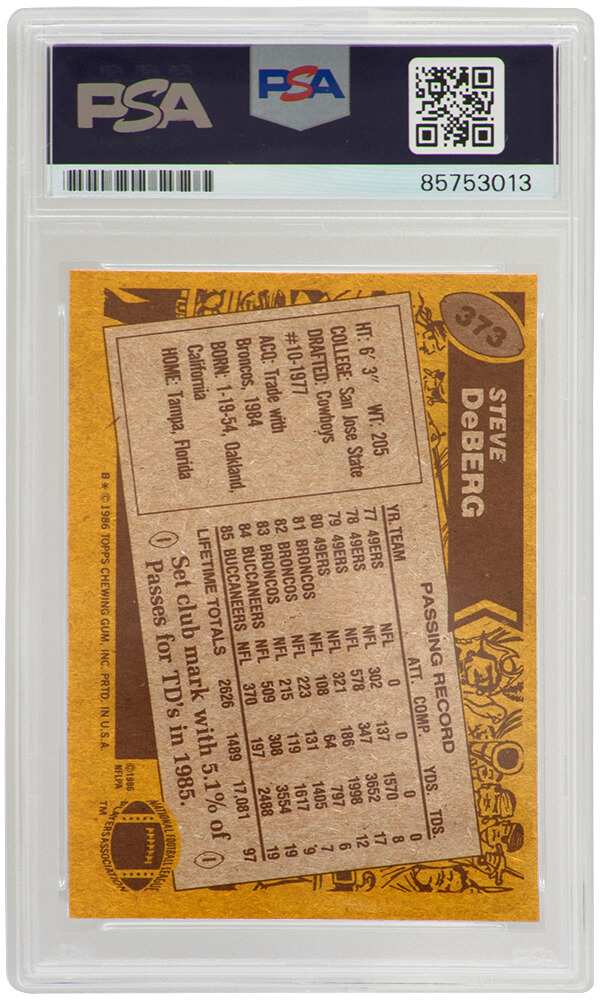 PSA
PSA
85753013
373
STEVE
DeBERG
HT: 6' 3" WT: 205
COLLEGE: San Jose State
DRAFTED: Cowboys
#10-1977
ACQ: Trade with
Broncos, 1984
BORN: 1-19-54, Oakland,
California
HOME: Tampa, Florida
PASSING RECORD
YR. TEAM ATT. COMP. YDS. TDS.
77 49ERS NFL 0 0 0 0
78 49ERS NFL 302 137 1570 8
79 49ERS NFL 578 347 3652 17
80 49ERS NFL 321 186 1998 12
81 BRONCOS NFL 108 64 797 6
82 BRONCOS NFL 223 131 1405 7
83 BRONCOS NFL 215 119 1617 9
84 BUCCANEERS NFL 509 308 3554 19
85 BUCCANEERS NFL 370 197 2488 19
LIFETIME TOTALS 2626 1489 17,081 97
Set club mark with 5.1% of
Passes for TD's in 1985.
B * © 1986 TOPPS CHEWING GUM, INC. PRTD. IN U.S.A.
©1986
NFLPA
NATIONAL FOOTBALL LEAGUE
PLAYERS ASSOCIATION
TM